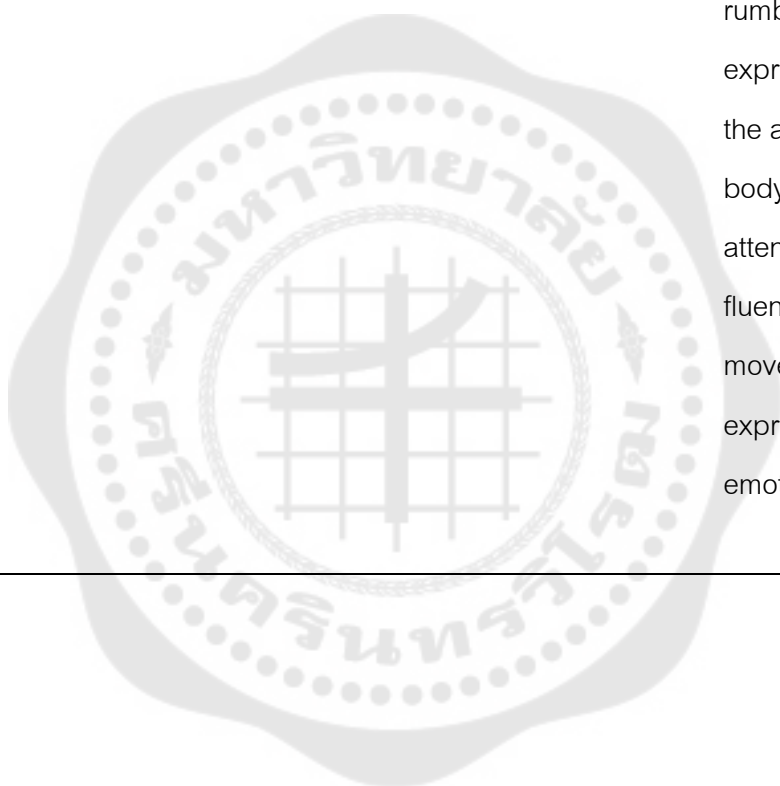 มหาวิทยาลัย
rumb
expr
the a
body
atten
fluen
move
expr
emot
ศรีนครินทรวิโรฒ